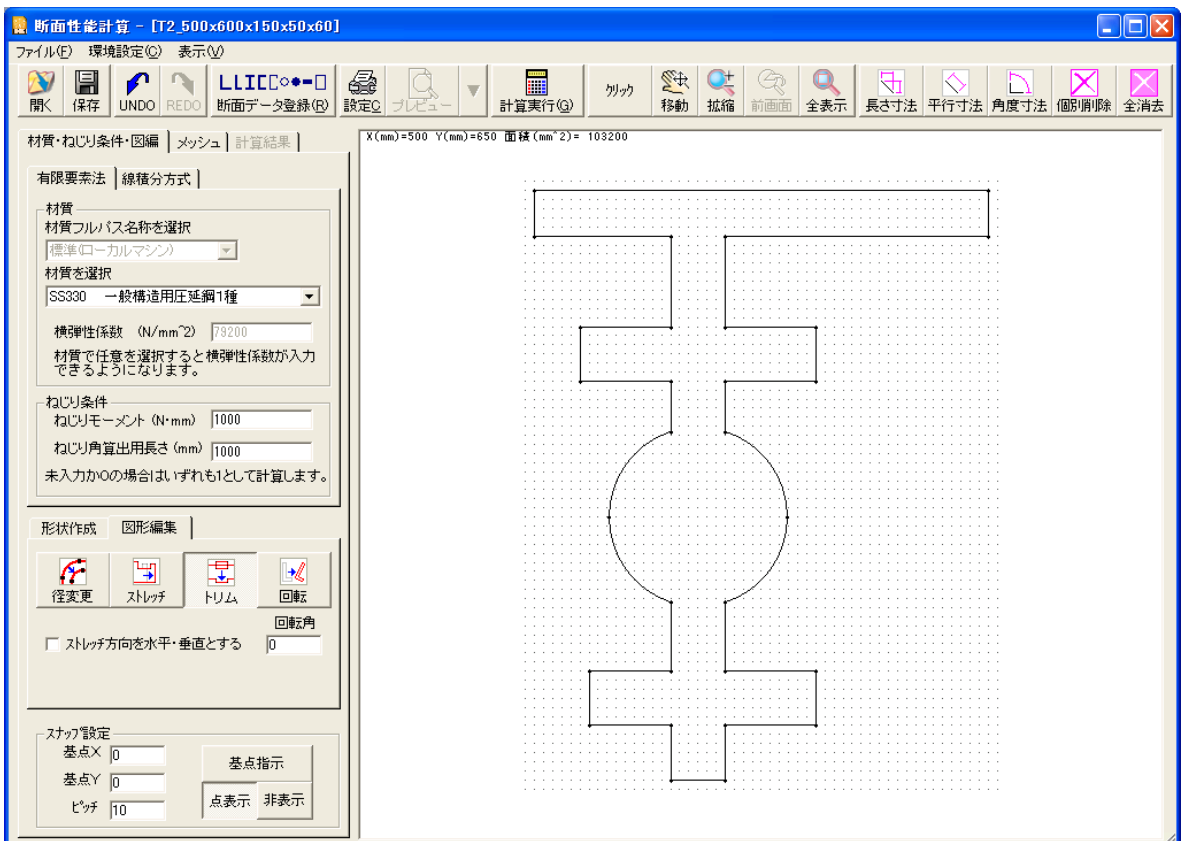 断面性能計算 - [T2_500x600x150x50x60]
ファイル(F) 環境設定(C) 表示(V)
開く 保存 UNDO REDO 断面データ登録(R) 設定C プレビュー 計算実行(G) クリック 移動 拡縮 前画面 全表示 長さ寸法 平行寸法 角度寸法 個別削除 全消去
材質・ねじり条件・図編 メッシュ 計算結果
X(mm)=500 Y(mm)=650 面積(mm^2)= 103200
有限要素法 線積分方式
材質
材質フルパス名称を選択
標準(ローカルマシン)
材質を選択
SS330 一般構造用圧延鋼1種
横弾性係数 (N/mm^2) 79200
材質で任意を選択すると横弾性係数が入力
できるようになります。
ねじり条件
ねじりモーメント (N・mm) 1000
ねじり角算出用長さ(mm) 1000
未入力か0の場合はいずれも1として計算します。
形状作成 図形編集
径変更 ストレッチ トリム 回転
回転角
ストレッチ方向を水平・垂直とする 0
スナップ設定
基点X 0
基点指示
基点Y 0
点表示 非表示
ピッチ 10